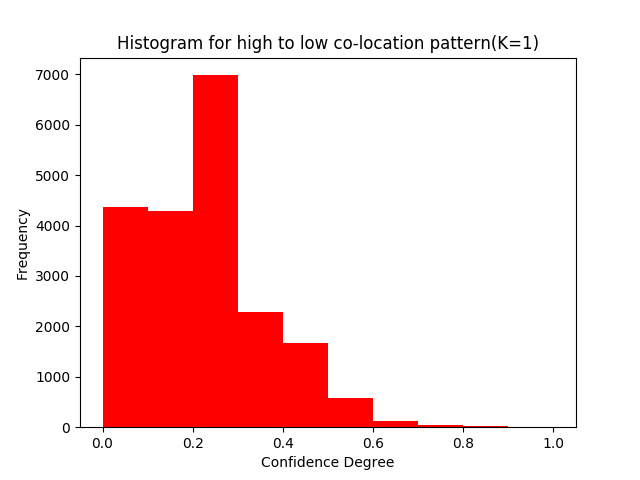 Histogram for high to low co-location pattern(K=1)
7000
6000
5000
4000
3000
2000
1000
0
Frequency
0.0 0.2 0.4 0.6 0.8 1.0
Confidence Degree